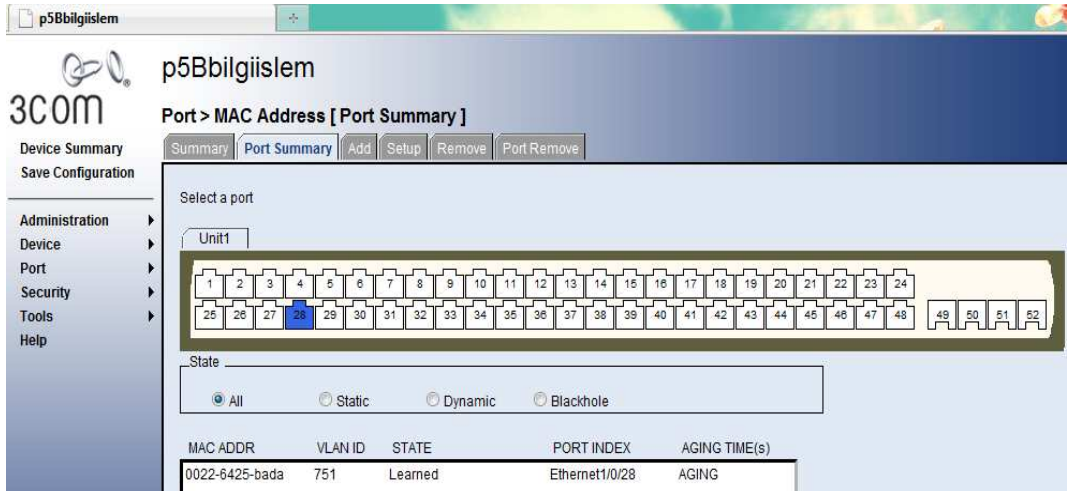 p5Bbilgiislem
3COM
p5Bbilgiislem
Port > MAC Address [ Port Summary ]
Summary Port Summary Add Setup Remove Port Remove
Device Summary
Save Configuration
Administration
Device
Port
Security
Tools
Help
Select a port
Unit1
1 2 3 4 5 6 7 8 9 10 11 12 13 14 15 16 17 18 19 20 21 22 23 24
25 26 27 28 29 30 31 32 33 34 35 36 37 38 39 40 41 42 43 44 45 46 47 48 49 50 51 52
State
All Static Dynamic Blackhole
MAC ADDR VLAN ID STATE PORT INDEX AGING TIME(s)
0022-6425-bada 751 Learned Ethernet1/0/28 AGING